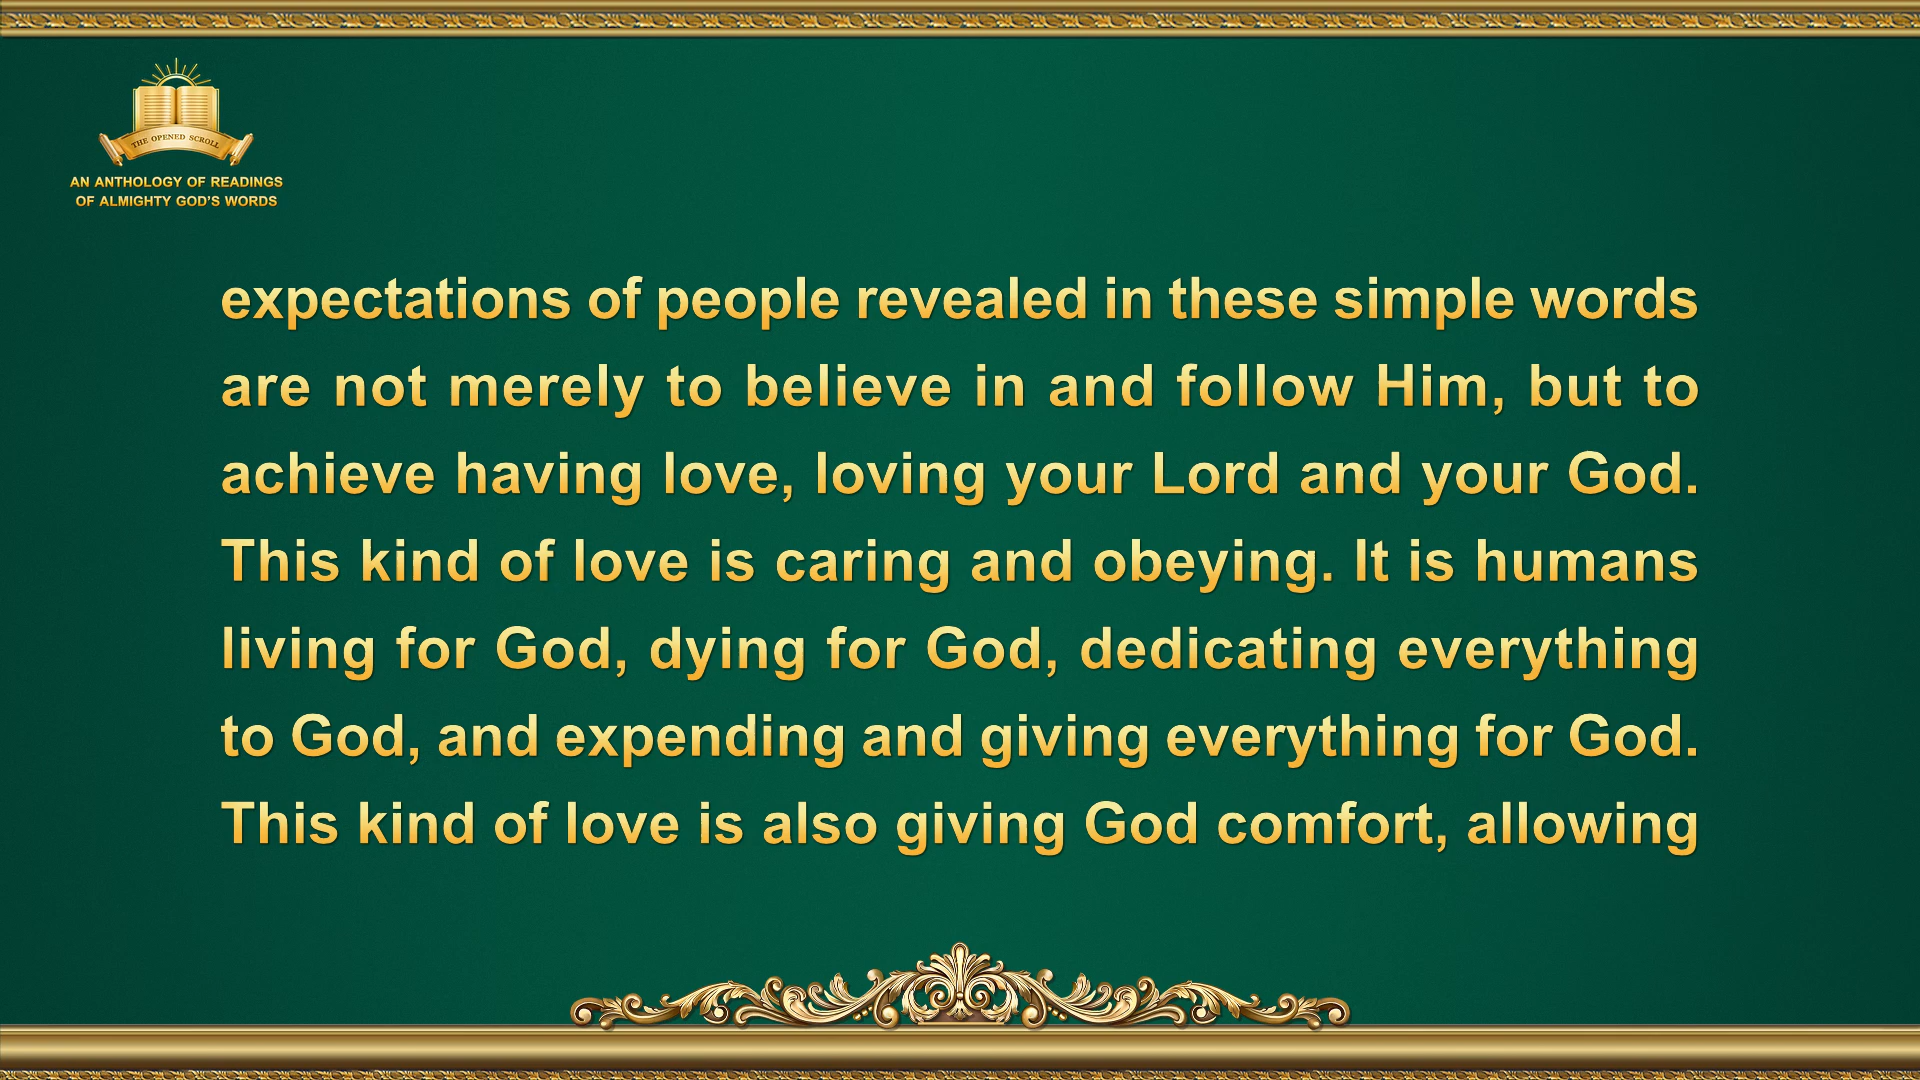 THE OPENED SCROLL
AN ANTHOLOGY OF READINGS
OF ALMIGHTY GOD'S WORDS
expectations of people revealed in these simple words
are not merely to believe in and follow Him, but to
achieve having love, loving your Lord and your God.
This kind of love is caring and obeying. It is humans
living for God, dying for God, dedicating everything
to God, and expending and giving everything for God.
This kind of love is also giving God comfort, allowing